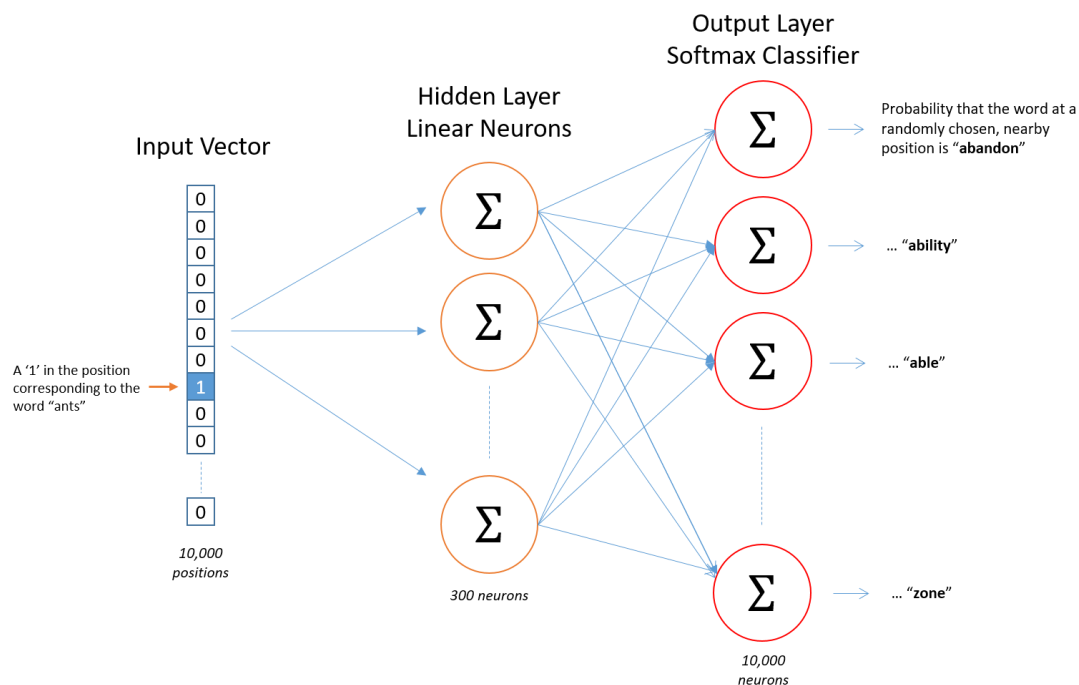 Output Layer
Softmax Classifier
Hidden Layer
Linear Neurons
Input Vector
0
0
0
0
0
0
0
1
0
0
0
A ‘1’ in the position
corresponding to the
word “ants”
10,000
positions
Σ
Σ
Σ
300 neurons
Σ
Σ
Σ
Σ
10,000
neurons
Probability that the word at a
randomly chosen, nearby
position is “abandon”
... “ability”
... “able”
... “zone”